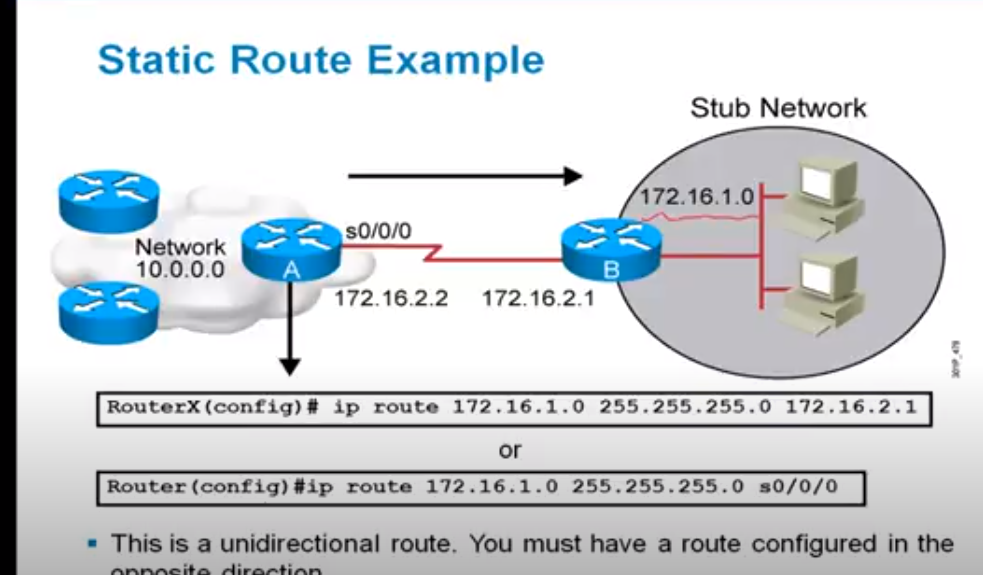 Static Route Example
Stub Network
172.16.1.0
s0/0/0
Network
10.0.0.0
A
B
172.16.2.2
172.16.2.1
RouterX(config)# ip route 172.16.1.0 255.255.255.0 172.16.2.1
or
Router(config)#ip route 172.16.1.0 255.255.255.0 s0/0/0
▪ This is a unidirectional route. You must have a route configured in the
opposite direction